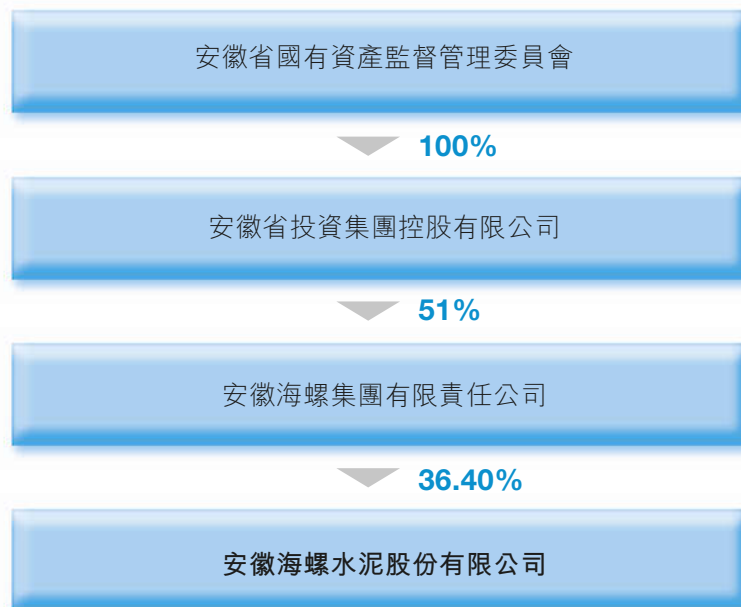 安徽省國有資產監督管理委員會
100%
安徽省投資集團控股有限公司
51%
安徽海螺集團有限責任公司
36.40%
安徽海螺水泥股份有限公司